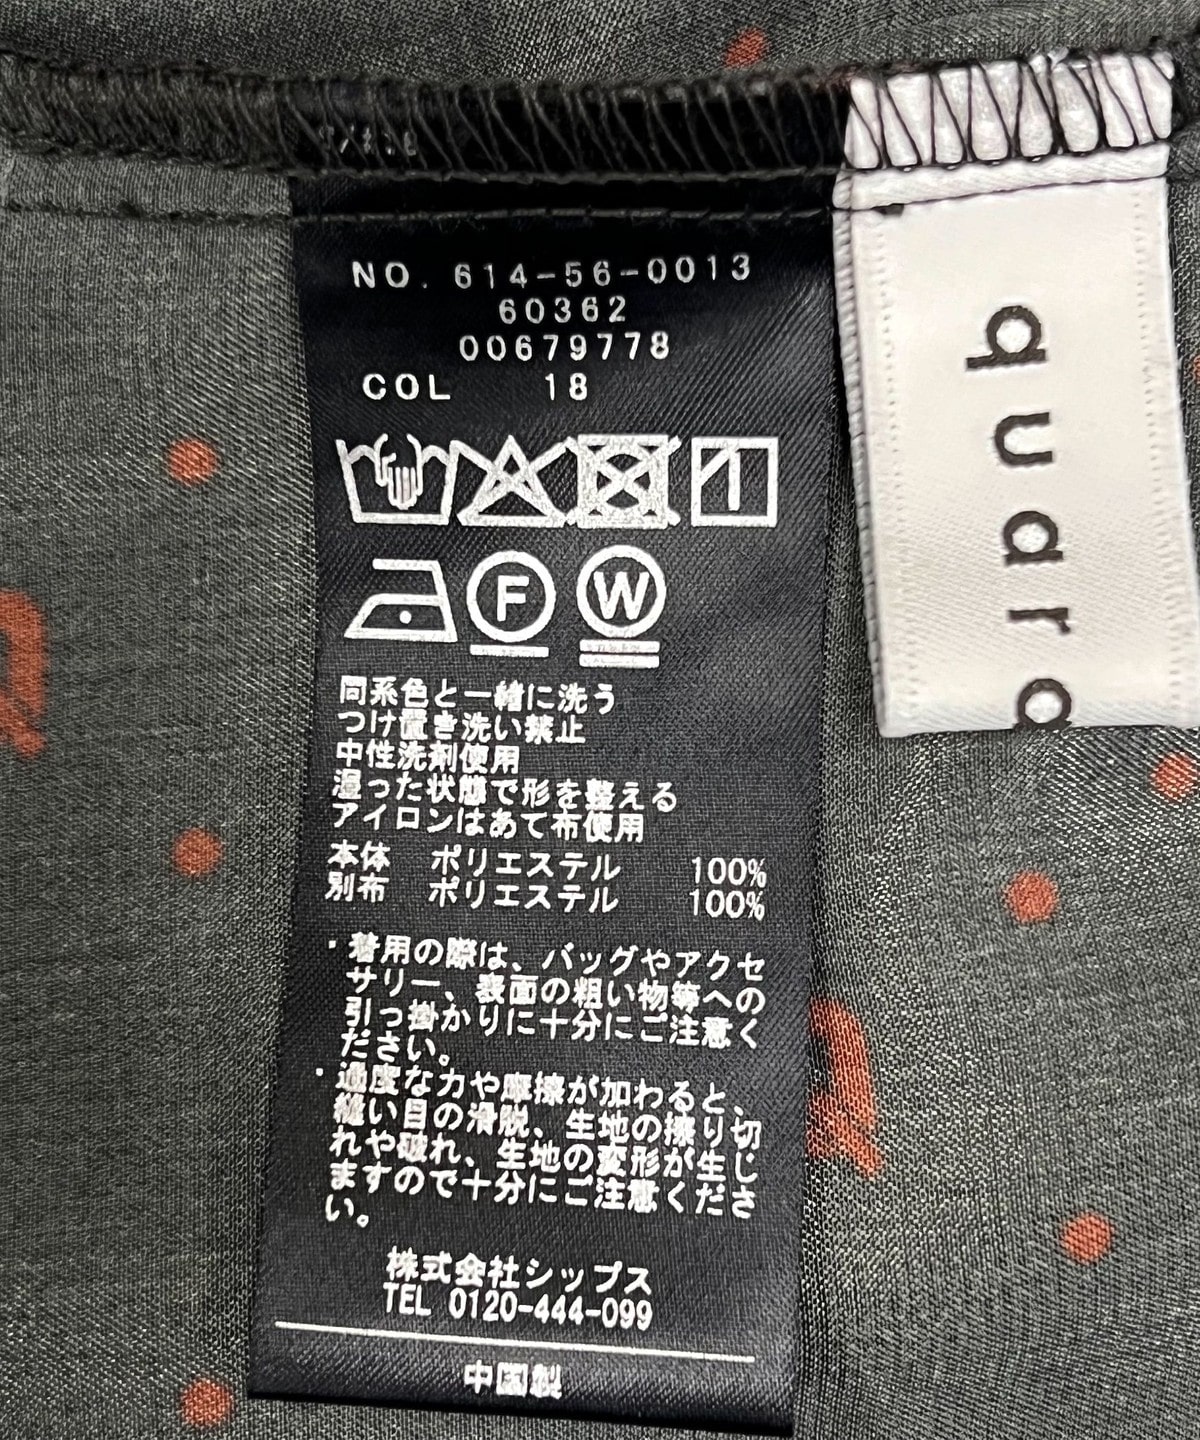 NO. 614-56-0013
60362
00679778
COL 18
F
W
同系色と一緒に洗う
つけ置き洗い禁止
中性洗剤使用
湿った状態で形を整える
アイロンはあて布使用
本体 ポリエステル 100%
別布 ポリエステル 100%
・着用の際は、バッグやアクセ
サリー、表面の粗い物等への
引っ掛かりに十分にご注意く
ださい。
・過度な力や摩擦が加わると、
縫い目の滑脱、生地の擦り切
れや破れ、生地の変形が生じ
ますので十分にご注意くださ
い。
株式会社シップス
TEL 0120-444-099
中国製
quaro